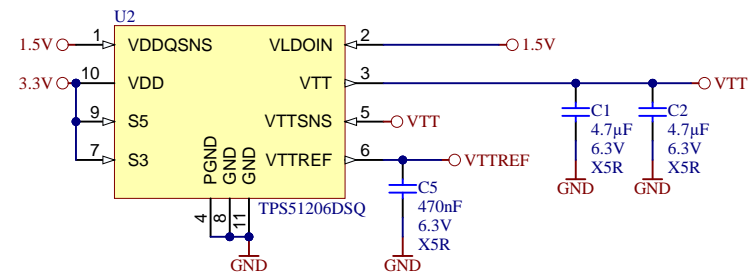 U2
1.5V 1 VDDQSNS VLDOIN 2 1.5V
3.3V 10 VDD VTT 3 VTT
9 S5 VTTSNS 5 VTT
7 S3 VTTREF 6 VTTREF
PGND GND GND
4 8 11
TPS51206DSQ
GND
C5
470nF
6.3V
X5R
GND
C1
4.7µF
6.3V
X5R
GND
C2
4.7µF
6.3V
X5R
GND